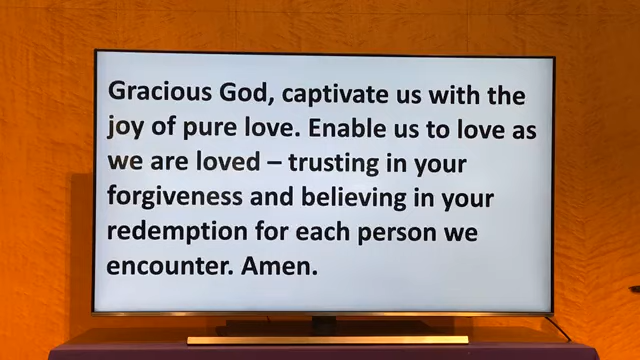 Gracious God, captivate us with the
joy of pure love. Enable us to love as
we are loved – trusting in your
forgiveness and believing in your
redemption for each person we
encounter. Amen.